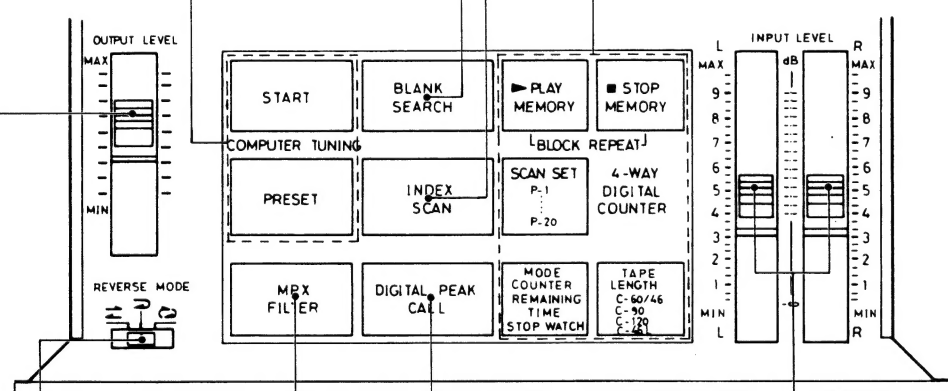 OUTPUT LEVEL
MAX
MIN
REVERSE MODE
START
BLANK
SEARCH
►PLAY
MEMORY
■ STOP
MEMORY
COMPUTER TUNING
BLOCK REPEAT
PRESET
INDEX
SCAN
SCAN SET
P-1
P-20
4-WAY
DIGITAL
COUNTER
MPX
FILTER
DIGITAL PEAK
CALL
MODE
COUNTER
REMAINING
TIME
STOP WATCH
TAPE
LENGTH
C-60/46
C-90
C-120
C-46L
INPUT LEVEL
L
R
MAX
dB
MAX
9
9
8
8
7
7
6
6
5
5
4
4
3
3
2
2
1
1
-∞
MIN
MIN
L
R